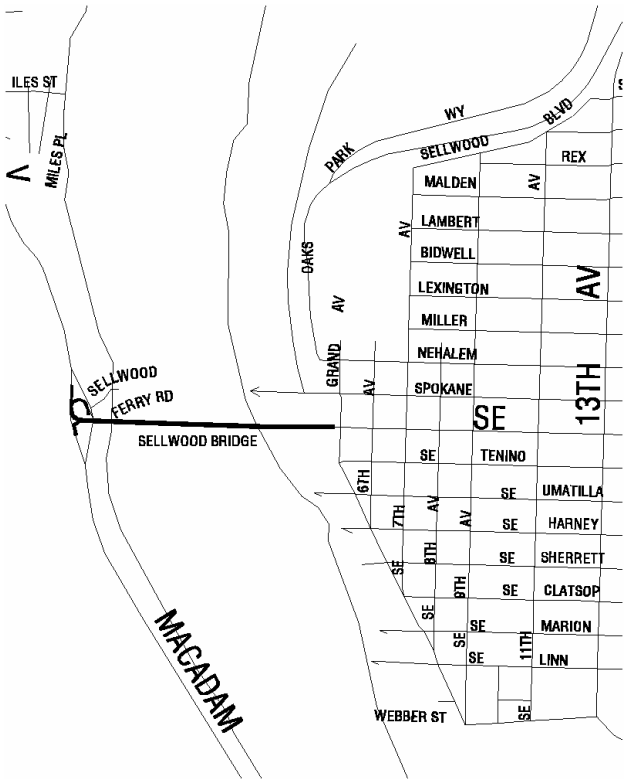 ILES ST
MILES PL
V
WY
PARK
SELLWOOD
BLVD
S
REX
MALDEN
AV
AV
LAMBERT
BIDWELL
OAKS
LEXINGTON
AV
AV
MILLER
GRAND
NEHALEM
AV
SPOKANE
13TH
SE
SELLWOOD
FERRY RD
SELLWOOD BRIDGE
SE TENINO
6TH
SE UMATILLA
7TH
AV
AV
SE HARNEY
8TH
SE SHERRETT
SE
9TH
SE CLATSOP
SE
SE MARION
SE
11TH
SE LINN
MACADAM
WEBBER ST
SE